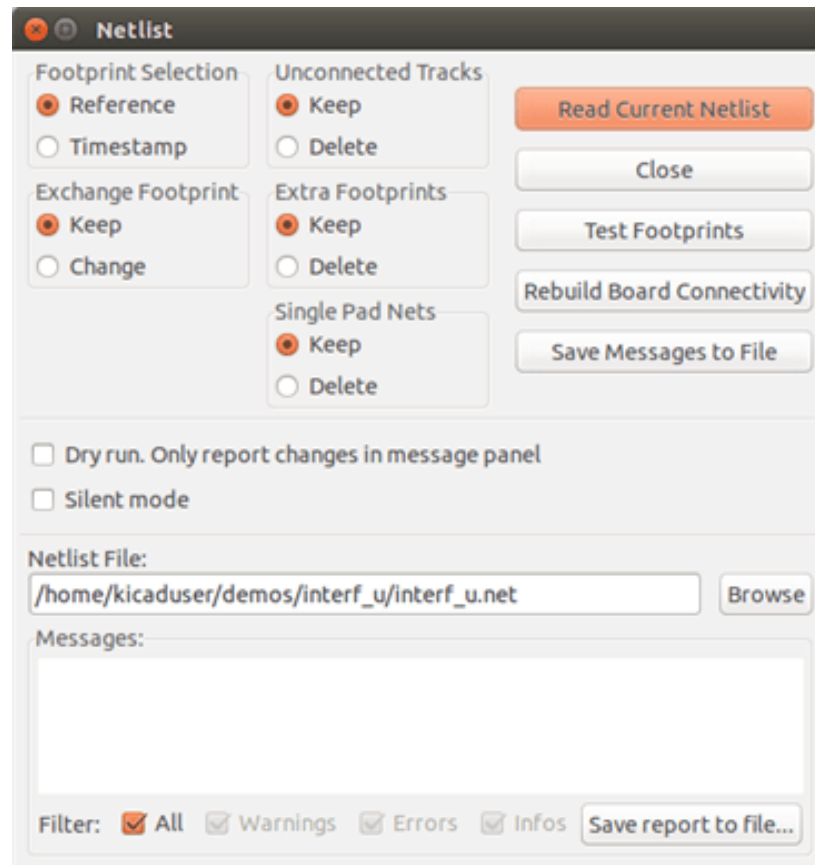 Netlist
Footprint Selection
Reference
Timestamp
Exchange Footprint
Keep
Change
Unconnected Tracks
Keep
Delete
Extra Footprints
Keep
Delete
Single Pad Nets
Keep
Delete
Read Current Netlist
Close
Test Footprints
Rebuild Board Connectivity
Save Messages to File
Dry run. Only report changes in message panel
Silent mode
Netlist File:
/home/kicaduser/demos/interf_u/interf_u.net Browse
Messages:
Filter: All Warnings Errors Infos Save report to file...